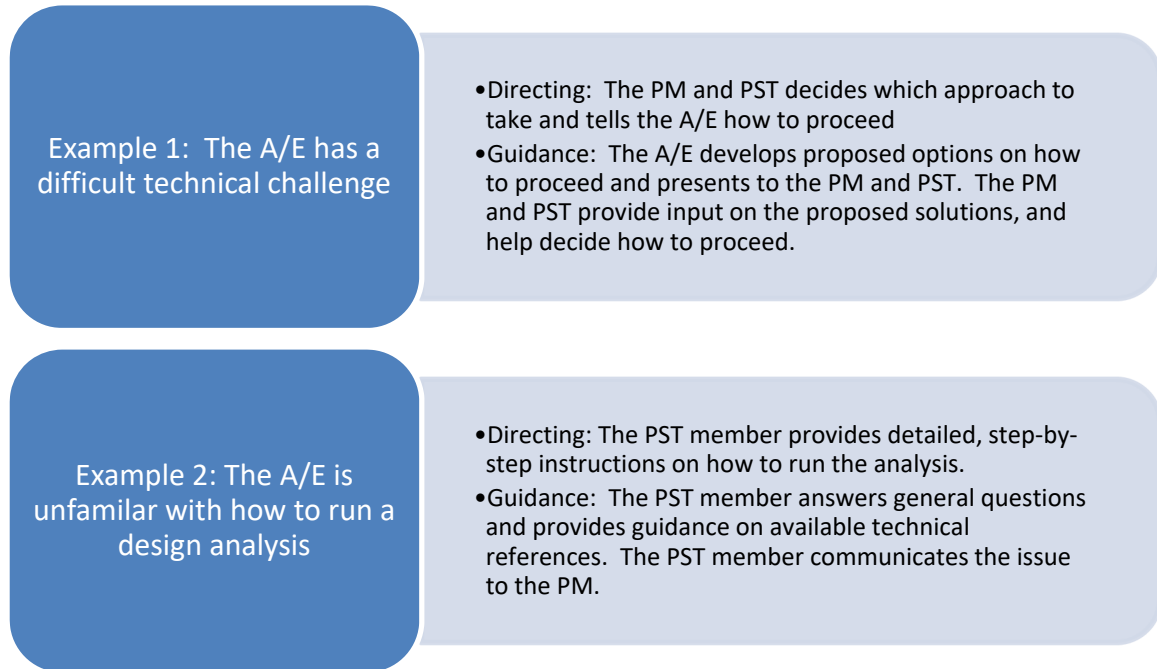 Example 1:  The A/E has a
difficult technical challenge
•Directing:  The PM and PST decides which approach to
take and tells the A/E how to proceed
•Guidance:  The A/E develops proposed options on how
to proceed and presents to the PM and PST.  The PM
and PST provide input on the proposed solutions, and
help decide how to proceed.
Example 2: The A/E is
unfamiliar with how to run a
design analysis
•Directing: The PST member provides detailed, step-by-
step instructions on how to run the analysis.
•Guidance:  The PST member answers general questions
and provides guidance on available technical
references.  The PST member communicates the issue
to the PM.